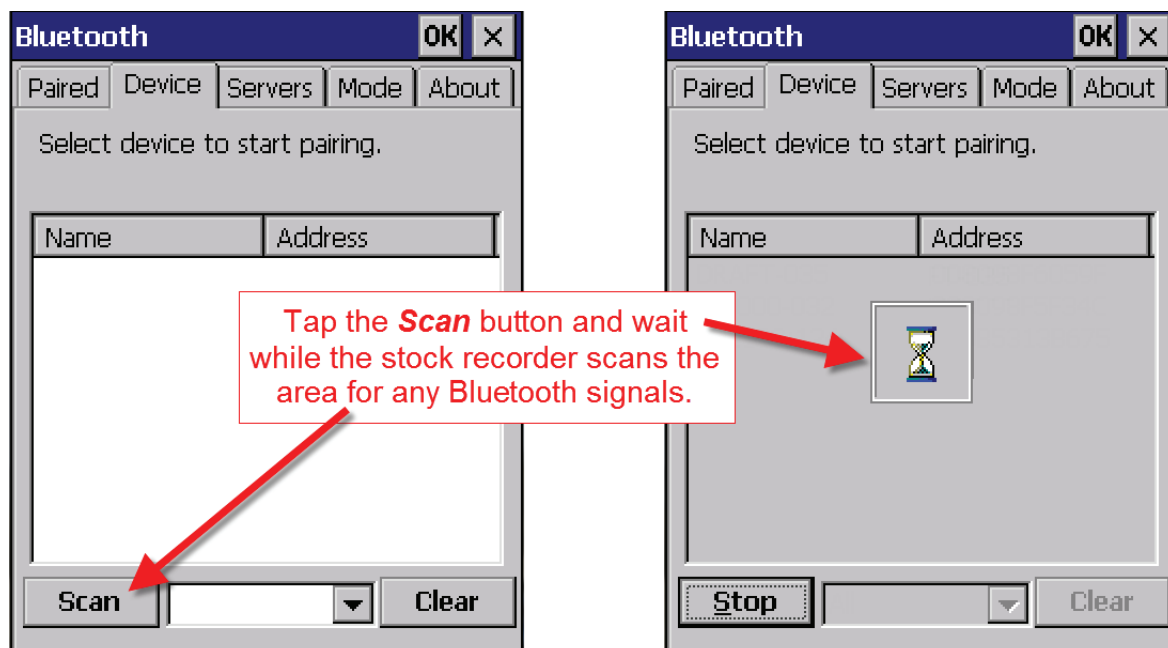 Bluetooth OK ×
Paired Device Servers Mode About
Select device to start pairing.
Name Address
Scan Clear
Tap the Scan button and wait
while the stock recorder scans the
area for any Bluetooth signals.
Bluetooth OK ×
Paired Device Servers Mode About
Select device to start pairing.
Name Address
Stop Clear